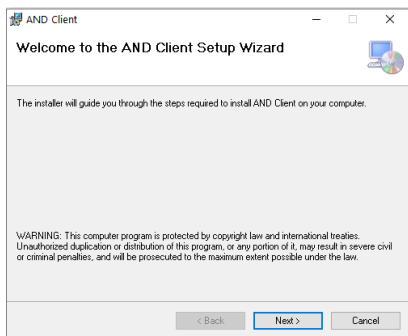 AND Client
Welcome to the AND Client Setup Wizard
The installer will guide you through the steps required to install AND Client on your computer.
WARNING: This computer program is protected by copyright law and international treaties.
Unauthorized duplication or distribution of this program, or any portion of it, may result in severe civil
or criminal penalties, and will be prosecuted to the maximum extent possible under the law.
< Back
Next >
Cancel